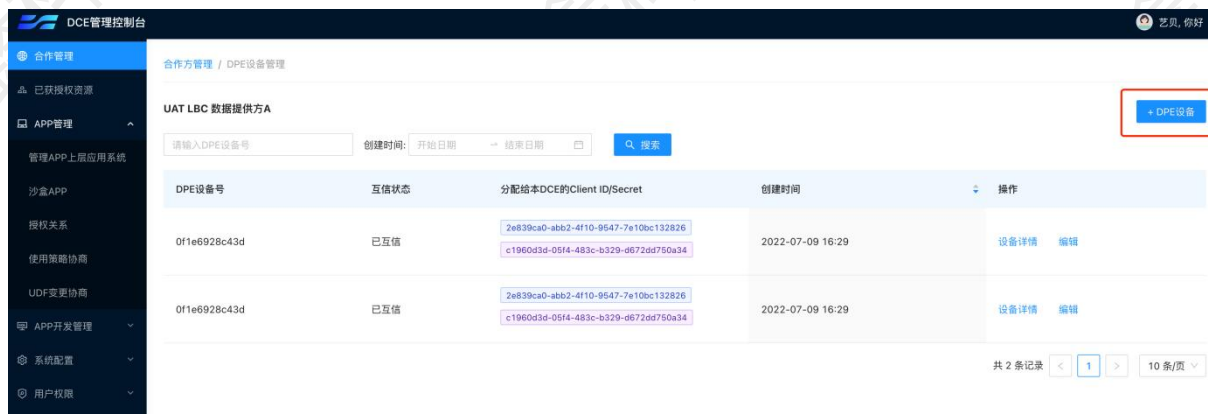 DCE管理控制台
艺贝, 你好
合作管理
已获授权资源
APP管理
管理APP上层应用系统
沙盒APP
授权关系
使用策略协商
UDF变更协商
APP开发管理
系统配置
用户权限
合作方管理 / DPE设备管理
UAT LBC 数据提供方A
+ DPE设备
请输入DPE设备号 创建时间: 开始日期 → 结束日期 搜索
DPE设备号 互信状态 分配给本DCE的Client ID/Secret 创建时间 操作
0f1e6928c43d 已互信 2e839ca0-abb2-4f10-9547-7e10bc132826 2022-07-09 16:29 设备详情 编辑
c1960d3d-05f4-483c-b329-d672dd750a34
0f1e6928c43d 已互信 2e839ca0-abb2-4f10-9547-7e10bc132826 2022-07-09 16:29 设备详情 编辑
c1960d3d-05f4-483c-b329-d672dd750a34
共 2 条记录 < 1 > 10 条/页